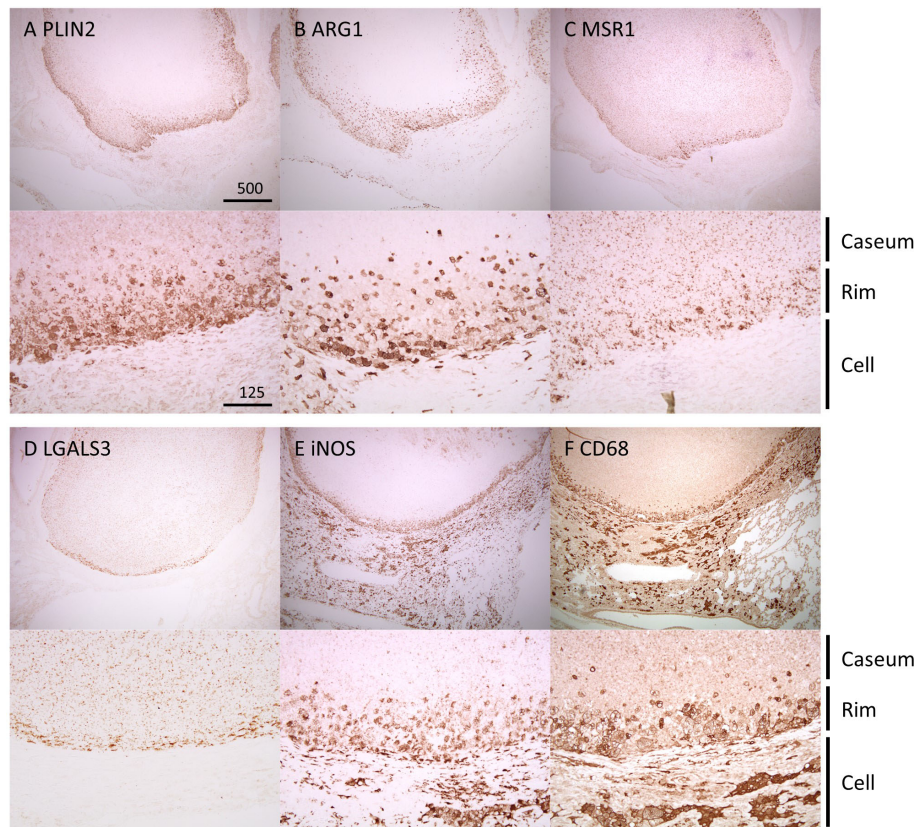 A PLIN2
B ARG1
C MSR1
500
Caseum
Rim
125
Cell
D LGALS3
E iNOS
F CD68
Caseum
Rim
Cell